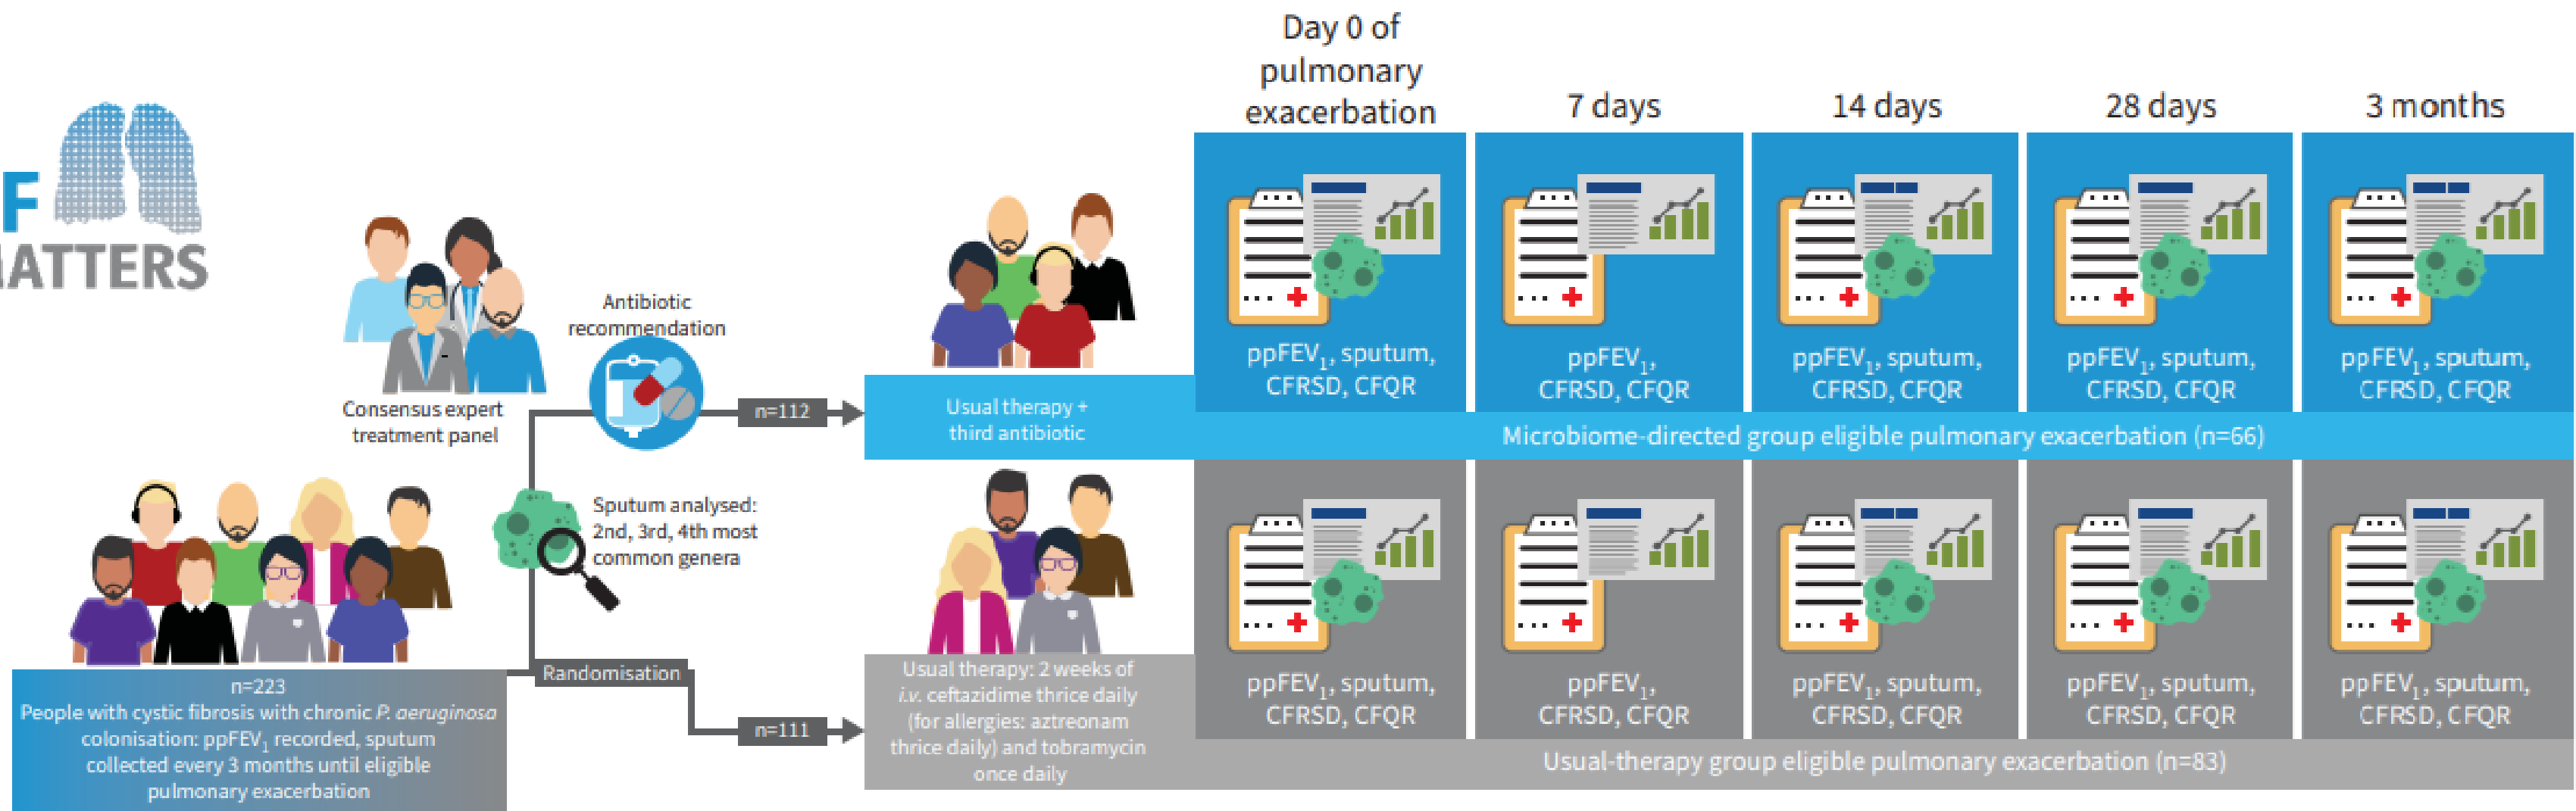 F
MATTERS
Consensus expert
treatment panel
Antibiotic
recommendation
n=112
Sputum analysed:
2nd, 3rd, 4th most
common genera
Randomisation
n=111
n=223
People with cystic fibrosis with chronic P. aeruginosa
colonisation: ppFEV1 recorded, sputum
collected every 3 months until eligible
pulmonary exacerbation
Usual therapy +
third antibiotic
Usual therapy: 2 weeks of
i.v. ceftazidime thrice daily
(for allergies: aztreonam
thrice daily) and tobramycin
once daily
Day 0 of
pulmonary
exacerbation
7 days
14 days
28 days
3 months
ppFEV1, sputum,
CFRSD, CFQR
ppFEV1,
CFRSD, CFQR
ppFEV1, sputum,
CFRSD, CFQR
ppFEV1, sputum,
CFRSD, CFQR
ppFEV1, sputum,
CFRSD, CFQR
Microbiome-directed group eligible pulmonary exacerbation (n=66)
ppFEV1, sputum,
CFRSD, CFQR
ppFEV1,
CFRSD, CFQR
ppFEV1, sputum,
CFRSD, CFQR
ppFEV1, sputum,
CFRSD, CFQR
ppFEV1, sputum,
CFRSD, CFQR
Usual-therapy group eligible pulmonary exacerbation (n=83)